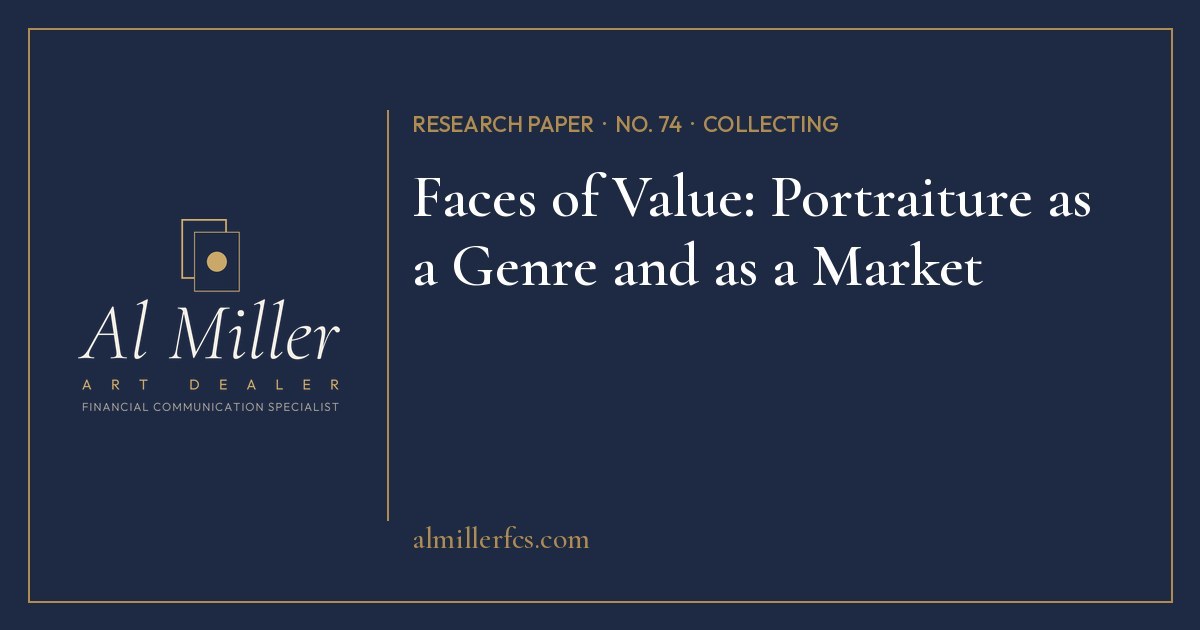 RESEARCH PAPER · NO. 74 · COLLECTING
Faces of Value: Portraiture as
a Genre and as a Market
Al Miller
ART DEALER
FINANCIAL COMMUNICATION SPECIALIST
almillerfcs.com